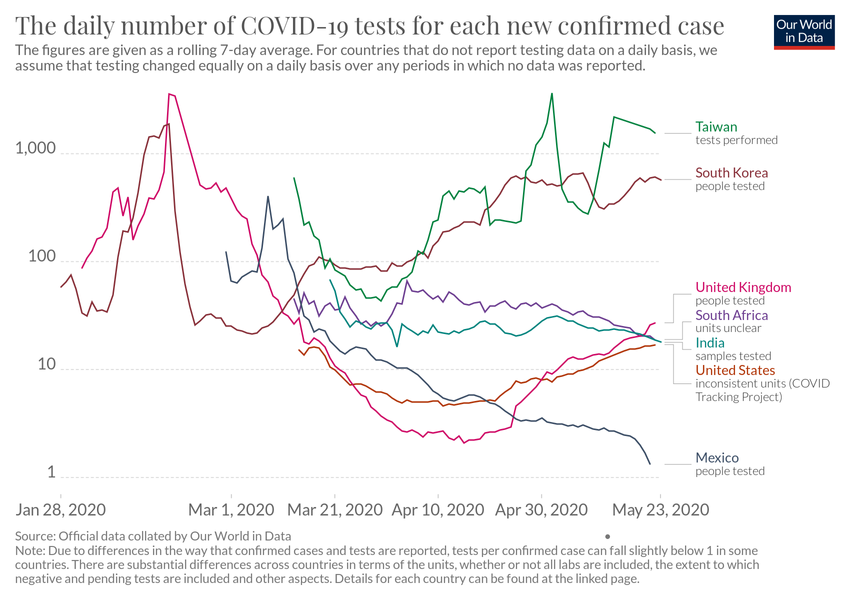 The daily number of COVID-19 tests for each new confirmed case
Our World
in Data
The figures are given as a rolling 7-day average. For countries that do not report testing data on a daily basis, we
assume that testing changed equally on a daily basis over any periods in which no data was reported.
1,000
100
10
1
Taiwan
tests performed
South Korea
people tested
United Kingdom
people tested
South Africa
units unclear
India
samples tested
United States
inconsistent units (COVID
Tracking Project)
Mexico
people tested
Jan 28, 2020
Mar 1, 2020
Mar 21, 2020
Apr 10, 2020
Apr 30, 2020
May 23, 2020
Source: Official data collated by Our World in Data
Note: Due to differences in the way that confirmed cases and tests are reported, tests per confirmed case can fall slightly below 1 in some
countries. There are substantial differences across countries in terms of the units, whether or not all labs are included, the extent to which
negative and pending tests are included and other aspects. Details for each country can be found at the linked page.